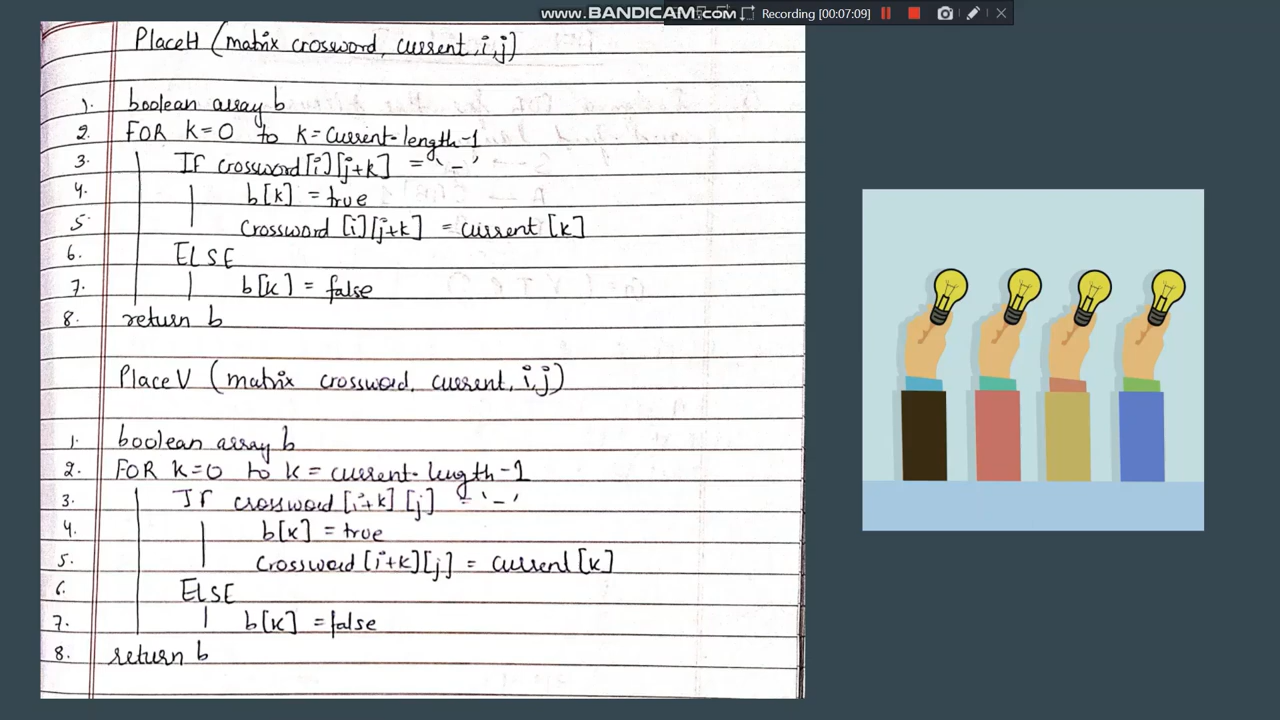 www.BANDICAM.com
Recording [00:07:09]
PlaceH (matrix crossword, current, i,j)
1. boolean array b
2. FOR k=0 to k=current.length-1
3. If crossword[i][j+k] = '_'
4. b[k] = true
5. crossword [i][j+k] = current [k]
6. ELSE
7. b[k] = false
8. return b
Place V (matrix crossword, current, i,j)
1. boolean array b
2. FOR k=0 to k = current.length-1
3. If crossword [i+k] [j] = '_'
4. b[k] = true
5. crossword[i+k][j] = current[k]
6. ELSE
7. b[k] = false
8. return b